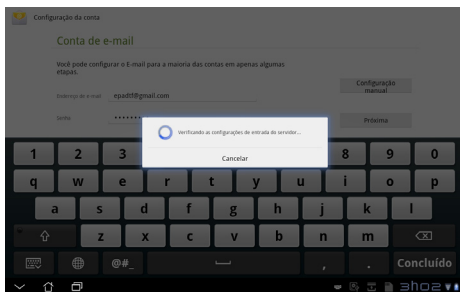 Configuração da conta
Conta de e-mail
Você pode configurar o E-mail para a maioria das contas em apenas algumas
etapas.
Configuração
manual
Endereço de e-mail
epadtf@gmail.com
Senha
Próxima
Verificando as configurações de entrada do servidor...
Cancelar
1 2 3 8 9 0
q w e r t y u i o p
a s d f g h j k l
z x c v b n m
@#_ , . Concluído
3h02